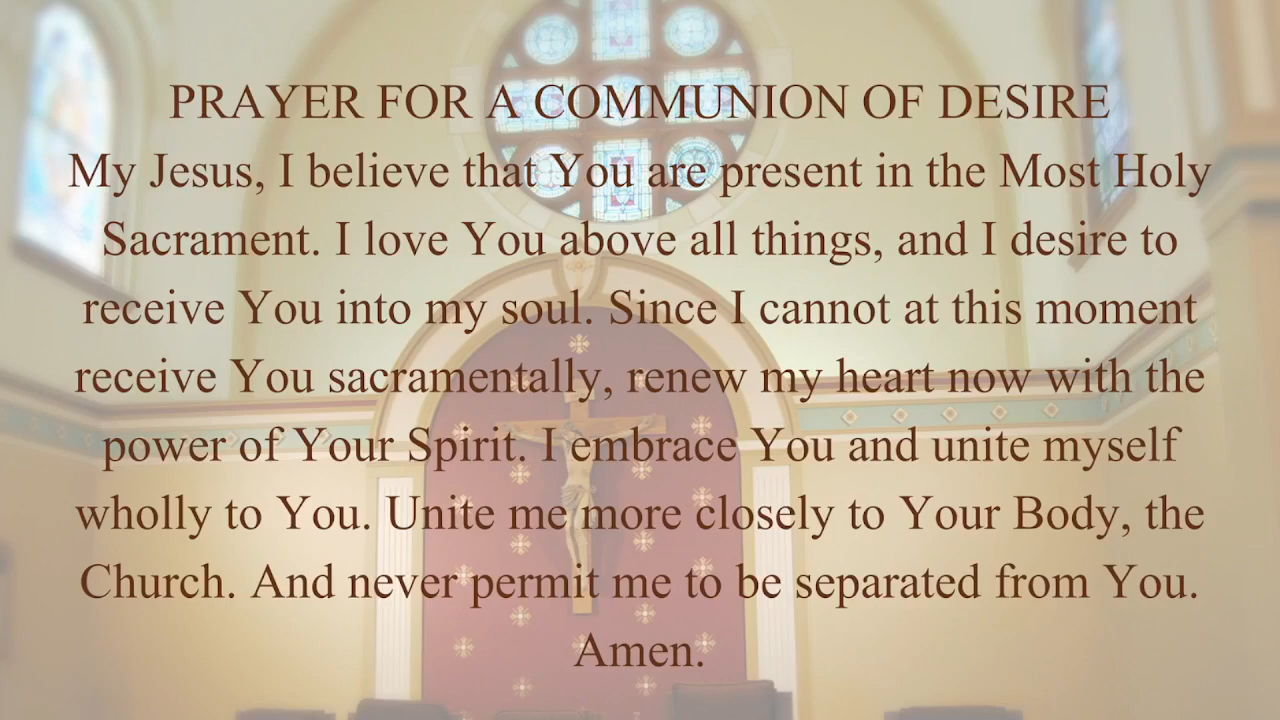 PRAYER FOR A COMMUNION OF DESIRE
My Jesus, I believe that You are present in the Most Holy
Sacrament. I love You above all things, and I desire to
receive You into my soul. Since I cannot at this moment
receive You sacramentally, renew my heart now with the
power of Your Spirit. I embrace You and unite myself
wholly to You. Unite me more closely to Your Body, the
Church. And never permit me to be separated from You.
Amen.